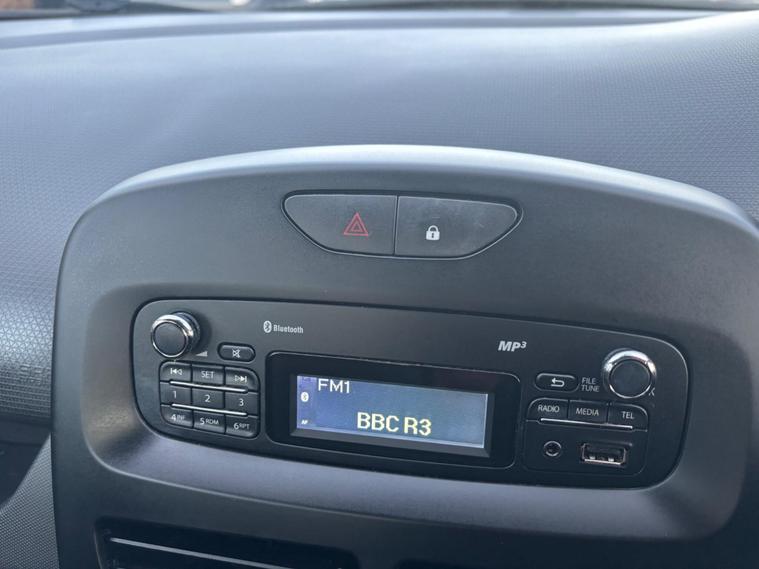 Bluetooth
MP3
SET
FILE
TUNE
1 2 3
4 INF 5 RDM 6 RPT
FM1
AF
BBC R3
RADIO MEDIA TEL